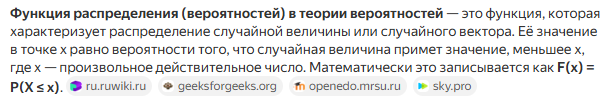 Функция распределения (вероятностей) в теории вероятностей — это функция, которая
характеризует распределение случайной величины или случайного вектора. Её значение
в точке x равно вероятности того, что случайная величина примет значение, меньшее x,
где x — произвольное действительное число. Математически это записывается как F(x) =
P(X ≤ x). ru.ruwiki.ru geeksforgeeks.org openedo.mrsu.ru sky.pro